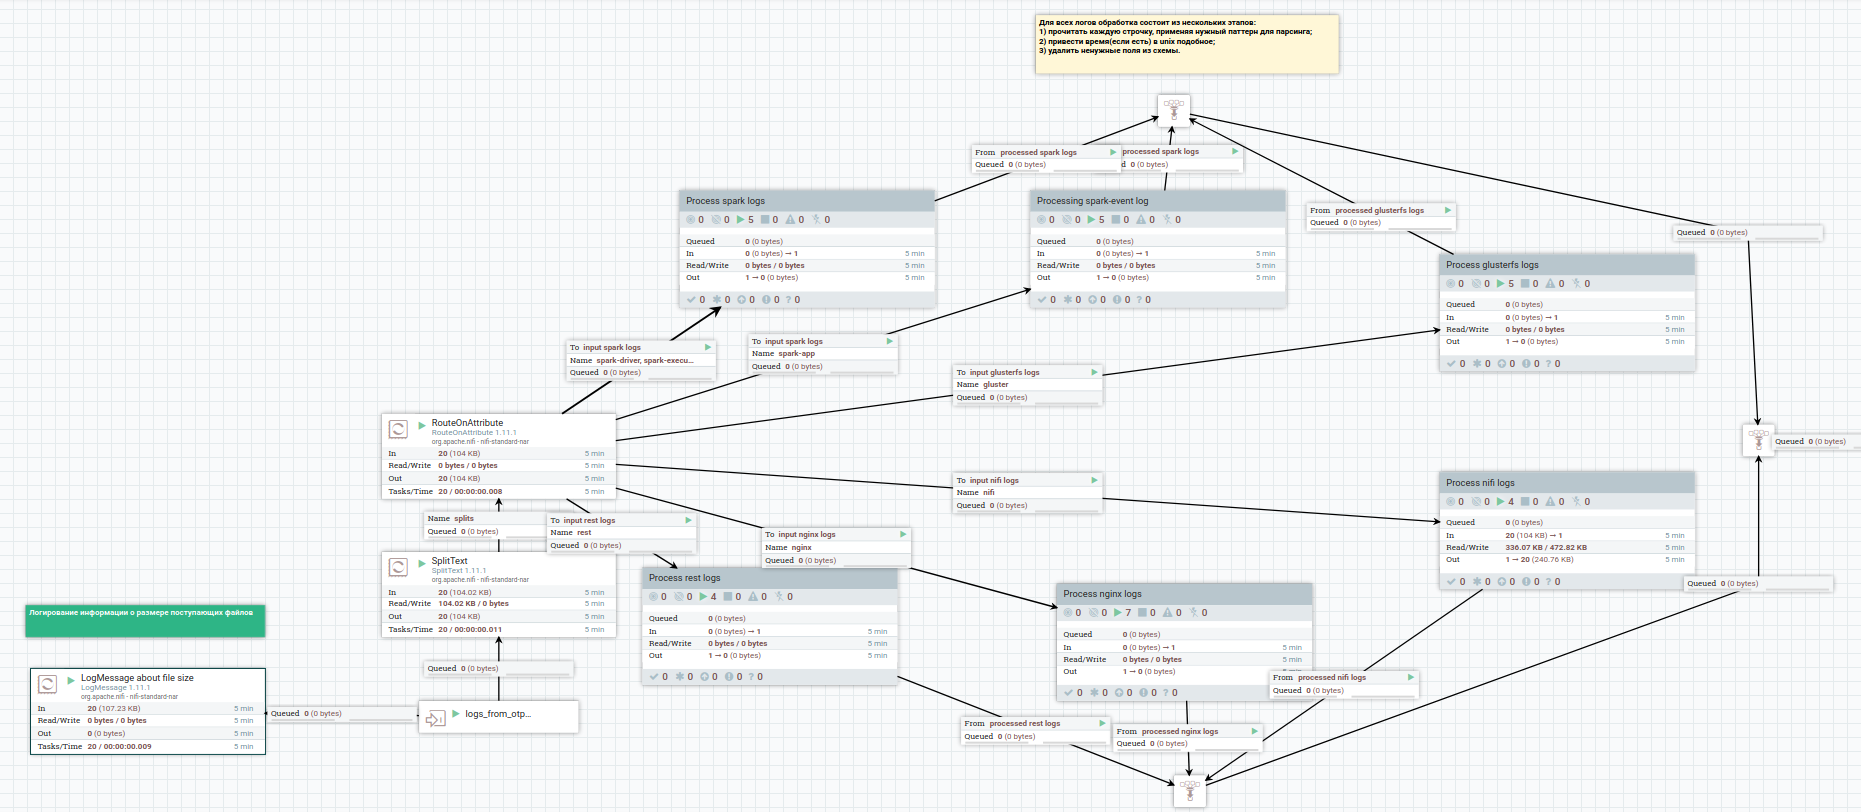 Для всех логов обработка состоит из нескольких этапов:
1) прочитать каждую строчку, применяя нужный паттерн для парсинга;
2) привести время(если есть) в unix подобное;
3) удалить ненужные поля из схемы.
From processed spark logs
Queued 0 (0 bytes)
processed spark logs
d 0 (0 bytes)
Process spark logs
0 0 5 0 0 0
Queued 0 (0 bytes)
In 0 (0 bytes) → 1 5 min
Read/Write 0 bytes / 0 bytes 5 min
Out 1 → 0 (0 bytes) 5 min
0 0 0 0 ? 0
Processing spark-event log
0 0 5 0 0 0
Queued 0 (0 bytes)
In 0 (0 bytes) → 1 5 min
Read/Write 0 bytes / 0 bytes 5 min
Out 1 → 0 (0 bytes) 5 min
0 0 0 0 ? 0
From processed glusterfs logs
Queued 0 (0 bytes)
Queued 0 (0 bytes)
Process glusterfs logs
0 0 5 0 0 0
Queued 0 (0 bytes)
In 0 (0 bytes) → 1 5 min
Read/Write 0 bytes / 0 bytes 5 min
Out 1 → 0 (0 bytes) 5 min
0 0 0 0 ? 0
To input spark logs
Name spark-driver, spark-execu...
Queued 0 (0 bytes)
To input spark logs
Name spark-app
Queued 0 (0 bytes)
To input glusterfs logs
Name gluster
Queued 0 (0 bytes)
RouteOnAttribute
RouteOnAttribute 1.11.1
org.apache.nifi - nifi-standard-nar
In 20 (104 KB) 5 min
Read/Write 0 bytes / 0 bytes 5 min
Out 20 (104 KB) 5 min
Tasks/Time 20 / 00:00:00.008 5 min
Queued 0 (0 bytes)
To input nifi logs
Name nifi
Queued 0 (0 bytes)
Process nifi logs
0 0 4 0 0 0
Queued 0 (0 bytes)
In 20 (104 KB) → 1 5 min
Read/Write 336.07 KB / 472.82 KB 5 min
Out 1 → 20 (240.76 KB) 5 min
0 0 0 0 ? 0
Name splits
Queued 0 (0 bytes)
To input rest logs
Name rest
Queued 0 (0 bytes)
To input nginx logs
Name nginx
Queued 0 (0 bytes)
SplitText
SplitText 1.11.1
org.apache.nifi - nifi-standard-nar
In 20 (104.02 KB) 5 min
Read/Write 104.02 KB / 0 bytes 5 min
Out 20 (104 KB) 5 min
Tasks/Time 20 / 00:00:00.011 5 min
Process rest logs
0 0 4 0 0 0
Queued 0 (0 bytes)
In 0 (0 bytes) → 1 5 min
Read/Write 0 bytes / 0 bytes 5 min
Out 1 → 0 (0 bytes) 5 min
0 0 0 0 ? 0
Process nginx logs
0 0 7 0 0 0
Queued 0 (0 bytes)
In 0 (0 bytes) → 1 5 min
Read/Write 0 bytes / 0 bytes 5 min
Out 1 → 0 (0 bytes)
0 0 0 0 ? 0
Queued 0 (0 bytes)
Логирование информации о размере поступающих файлов
Queued 0 (0 bytes)
LogMessage about file size
LogMessage 1.11.1
org.apache.nifi - nifi-standard-nar
In 20 (107.23 KB) 5 min
Read/Write 0 bytes / 0 bytes 5 min
Out 0 (0 bytes) 5 min
Tasks/Time 20 / 00:00:00.009 5 min
Queued 0 (0 bytes)
logs_from_otp...
From processed nifi logs
Queued 0 (0 bytes)
From processed rest logs
Queued 0 (0 bytes)
From processed nginx logs
Queued 0 (0 bytes)